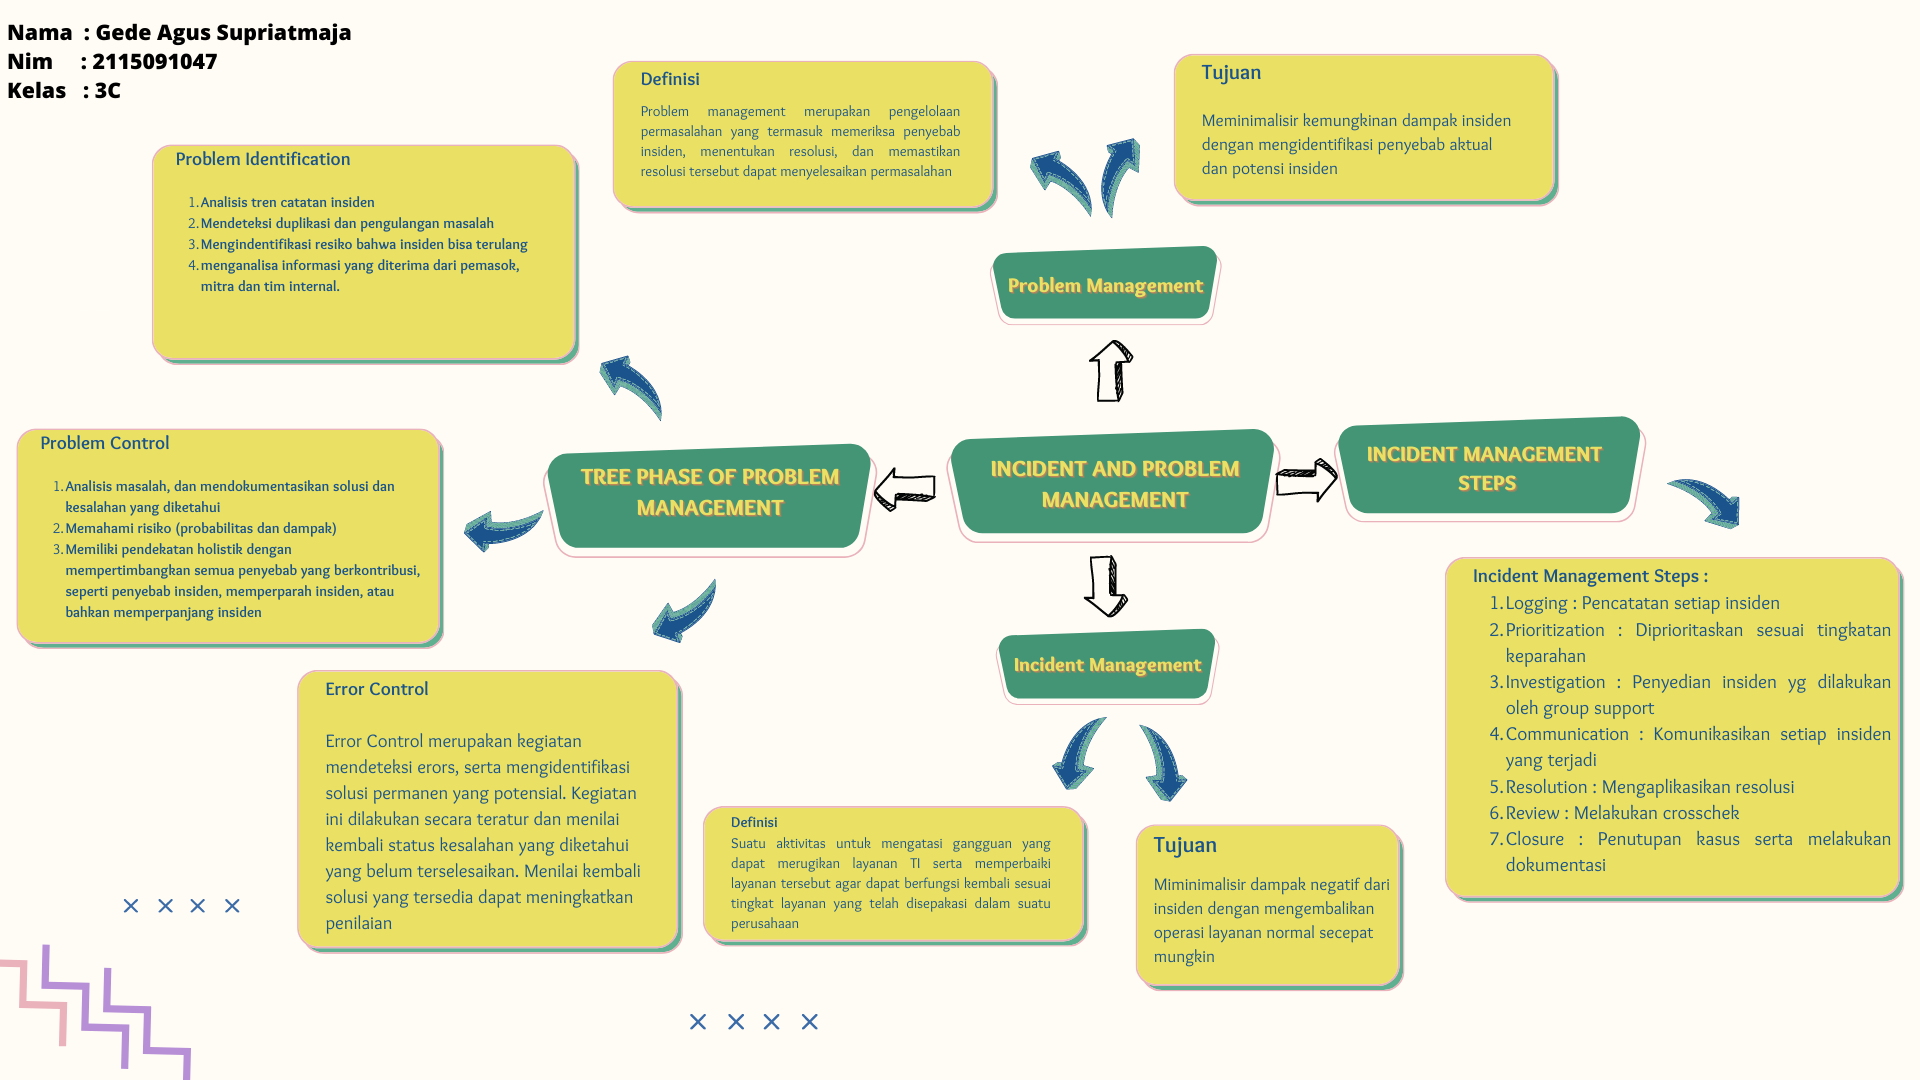 Nama : Gede Agus Supriatmaja
Nim : 2115091047
Kelas : 3C
Definisi
Problem management merupakan pengelolaan
permasalahan yang termasuk memeriksa penyebab
insiden, menentukan resolusi, dan memastikan
resolusi tersebut dapat menyelesaikan permasalahan
Tujuan
Meminimalisir kemungkinan dampak insiden
dengan mengidentifikasi penyebab aktual
dan potensi insiden
Problem Management
Problem Identification
1. Analisis tren catatan insiden
2. Mendeteksi duplikasi dan pengulangan masalah
3. Mengindentifikasi resiko bahwa insiden bisa terulang
4. menganalisa informasi yang diterima dari pemasok,
mitra dan tim internal.
Problem Control
1. Analisis masalah, dan mendokumentasikan solusi dan
kesalahan yang diketahui
2. Memahami risiko (probabilitas dan dampak)
3. Memiliki pendekatan holistik dengan
mempertimbangkan semua penyebab yang berkontribusi,
seperti penyebab insiden, memperparah insiden, atau
bahkan memperpanjang insiden
TREE PHASE OF PROBLEM
MANAGEMENT
INCIDENT AND PROBLEM
MANAGEMENT
INCIDENT MANAGEMENT
STEPS
Error Control
Error Control merupakan kegiatan
mendeteksi erors, serta mengidentifikasi
solusi permanen yang potensial. Kegiatan
ini dilakukan secara teratur dan menilai
kembali status kesalahan yang diketahui
yang belum terselesaikan. Menilai kembali
solusi yang tersedia dapat meningkatkan
penilaian
Incident Management
Definisi
Suatu aktivitas untuk mengatasi gangguan yang
dapat merugikan layanan TI serta memperbaiki
layanan tersebut agar dapat berfungsi kembali sesuai
tingkat layanan yang telah disepakasi dalam suatu
perusahaan
Tujuan
Miminimalisir dampak negatif dari
insiden dengan mengembalikan
operasi layanan normal secepat
mungkin
Incident Management Steps :
1. Logging : Pencatatan setiap insiden
2. Prioritization : Diprioritaskan sesuai tingkatan
keparahan
3. Investigation : Penyedian insiden yg dilakukan
oleh group support
4. Communication : Komunikasikan setiap insiden
yang terjadi
5. Resolution : Mengaplikasikan resolusi
6. Review : Melakukan crosschek
7. Closure : Penutupan kasus serta melakukan
dokumentasi